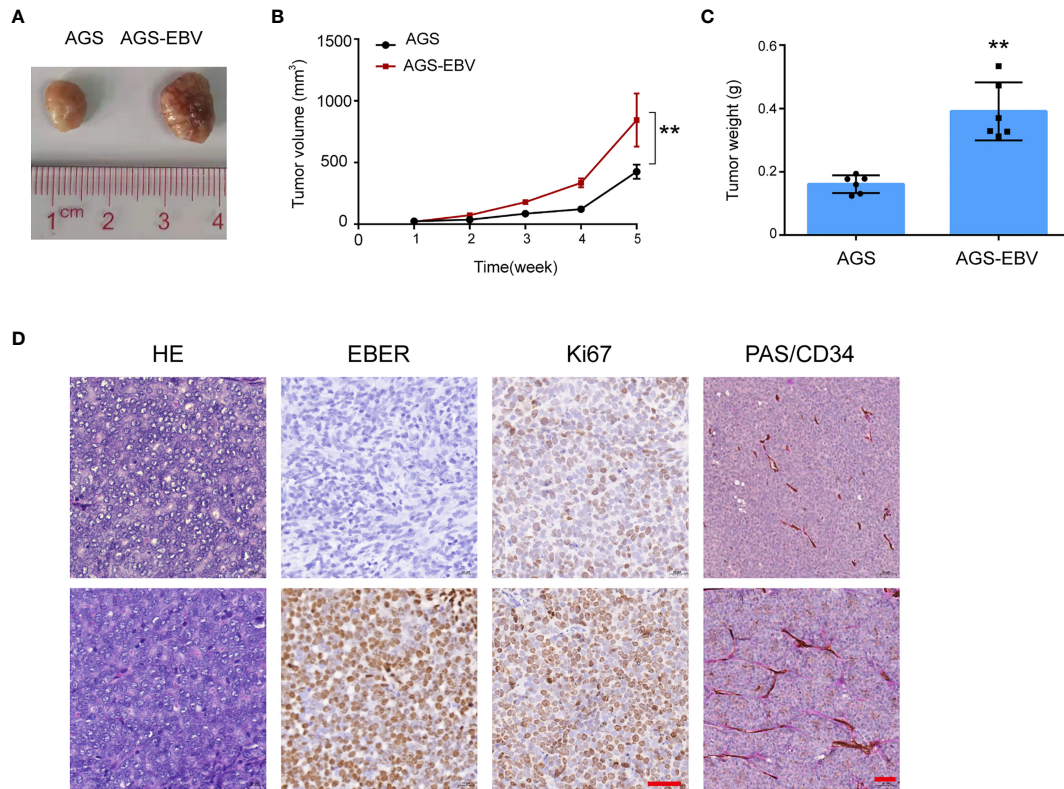 A
AGS AGS-EBV
1 cm 2 3 4
B
AGS
AGS-EBV
Tumor volume (mm³)
1500
1000
500
0
**
0 1 2 3 4 5
Time(week)
C
**
Tumor weight (g)
0.6
0.4
0.2
0
AGS AGS-EBV
D
HE EBER Ki67 PAS/CD34